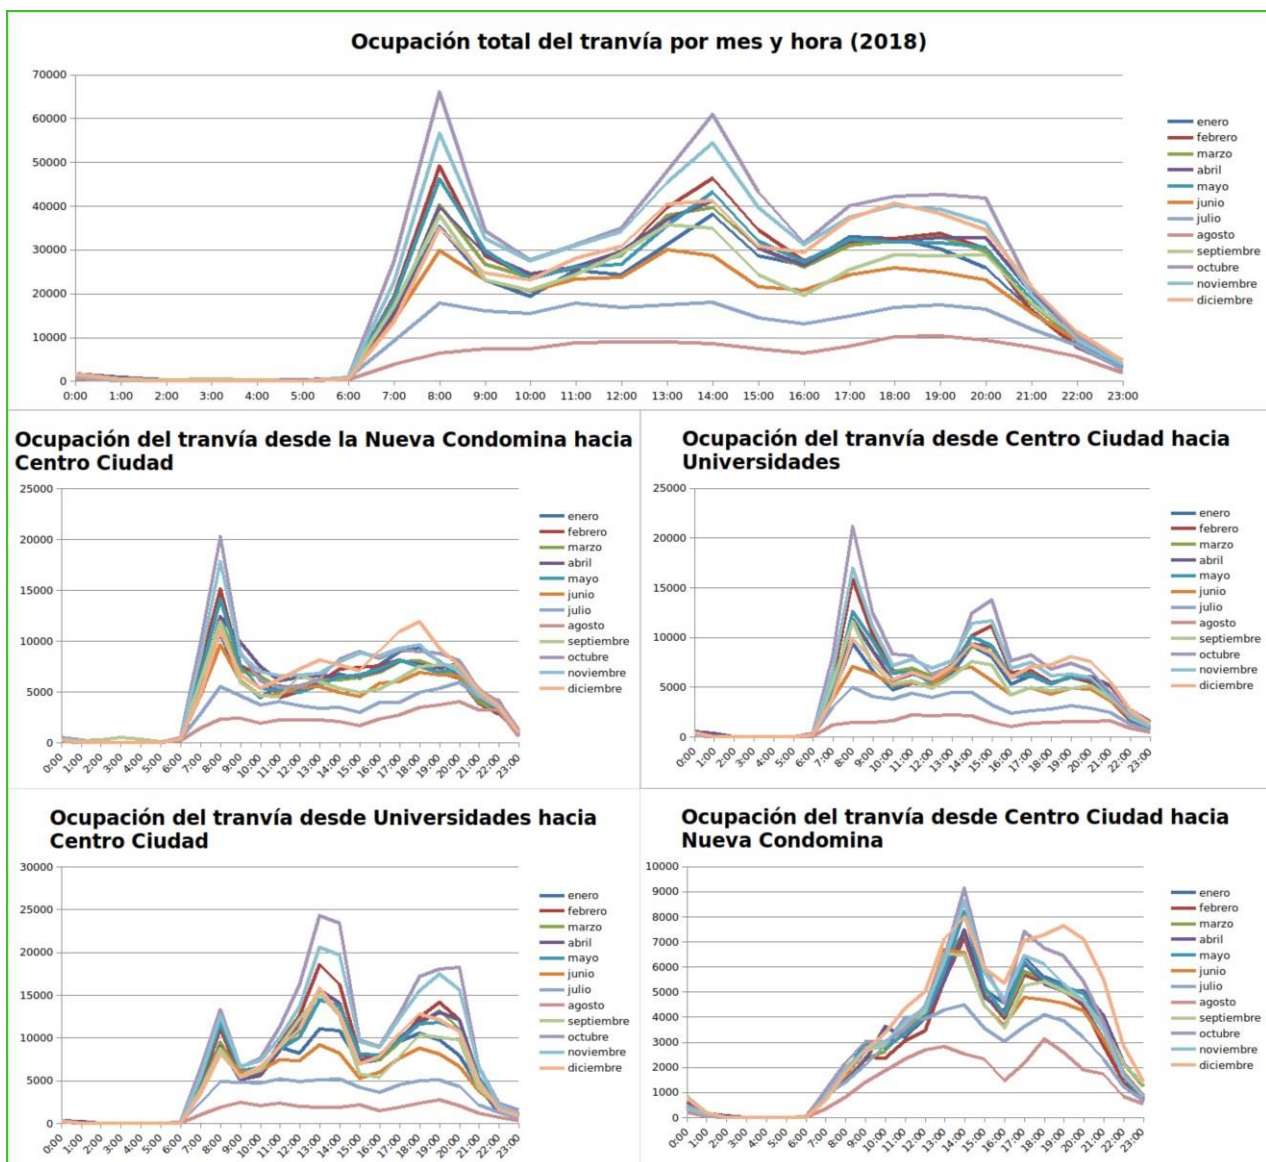 Ocupación total del tranvía por mes y hora (2018)
70000
60000
50000
40000
30000
20000
10000
0
0:00 1:00 2:00 3:00 4:00 5:00 6:00 7:00 8:00 9:00 10:00 11:00 12:00 13:00 14:00 15:00 16:00 17:00 18:00 19:00 20:00 21:00 22:00 23:00
enero
febrero
marzo
abril
mayo
junio
julio
agosto
septiembre
octubre
noviembre
diciembre
Ocupación del tranvía desde la Nueva Condomina hacia
Centro Ciudad
25000
20000
15000
10000
5000
0
0:00 1:00 2:00 3:00 4:00 5:00 6:00 7:00 8:00 9:00 10:00 11:00 12:00 13:00 14:00 15:00 16:00 17:00 18:00 19:00 20:00 21:00 22:00 23:00
enero
febrero
marzo
abril
mayo
junio
julio
agosto
septiembre
octubre
noviembre
diciembre
Ocupación del tranvía desde Centro Ciudad hacia
Universidades
25000
20000
15000
10000
5000
0
0:00 1:00 2:00 3:00 4:00 5:00 6:00 7:00 8:00 9:00 10:00 11:00 12:00 13:00 14:00 15:00 16:00 17:00 18:00 19:00 20:00 21:00 22:00 23:00
enero
febrero
marzo
abril
mayo
junio
julio
agosto
septiembre
octubre
noviembre
diciembre
Ocupación del tranvía desde Universidades hacia
Centro Ciudad
30000
25000
20000
15000
10000
5000
0
0:00 1:00 2:00 3:00 4:00 5:00 6:00 7:00 8:00 9:00 10:00 11:00 12:00 13:00 14:00 15:00 16:00 17:00 18:00 19:00 20:00 21:00 22:00 23:00
enero
febrero
marzo
abril
mayo
junio
julio
agosto
septiembre
octubre
noviembre
diciembre
Ocupación del tranvía desde Centro Ciudad hacia
Nueva Condomina
10000
9000
8000
7000
6000
5000
4000
3000
2000
1000
0
0:00 1:00 2:00 3:00 4:00 5:00 6:00 7:00 8:00 9:00 10:00 11:00 12:00 13:00 14:00 15:00 16:00 17:00 18:00 19:00 20:00 21:00 22:00 23:00
enero
febrero
marzo
abril
mayo
junio
julio
agosto
septiembre
octubre
noviembre
diciembre